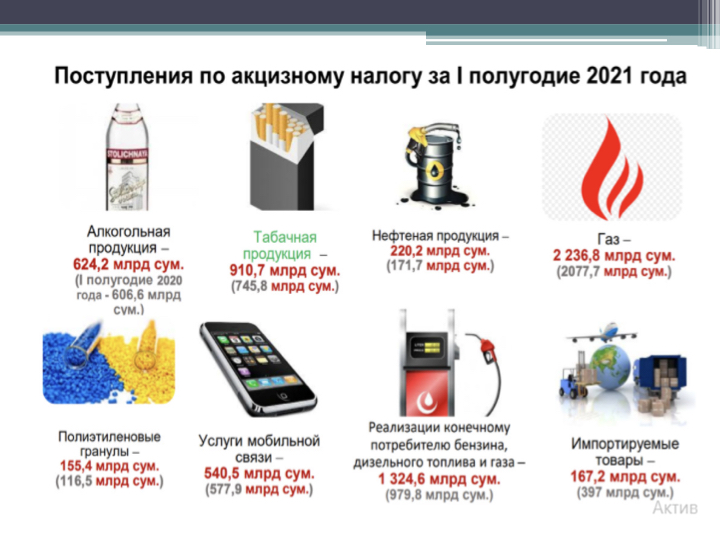 Поступления по акцизному налогу за I полугодие 2021 года
STOLICHNAYA
Алкогольная
продукция –
624,2 млрд сум.
(I полугодие 2020
года - 606,6 млрд
сум.)
Табачная
продукция –
910,7 млрд сум.
(745,8 млрд сум.)
Нефтеная продукция –
220,2 млрд сум.
(171,7 млрд сум.)
Газ –
2 236,8 млрд сум.
(2077,7 млрд сум.)
Полиэтиленовые
гранулы –
155,4 млрд сум.
(116,5 млрд сум.)
Услуги мобильной
связи –
540,5 млрд сум.
(577,9 млрд сум.)
Реализации конечному
потребителю бензина,
дизельного топлива и газа –
1 324,6 млрд сум.
(979,8 млрд сум.)
Импортируемые
товары –
167,2 млрд сум.
(397 млрд сум.)
Актив